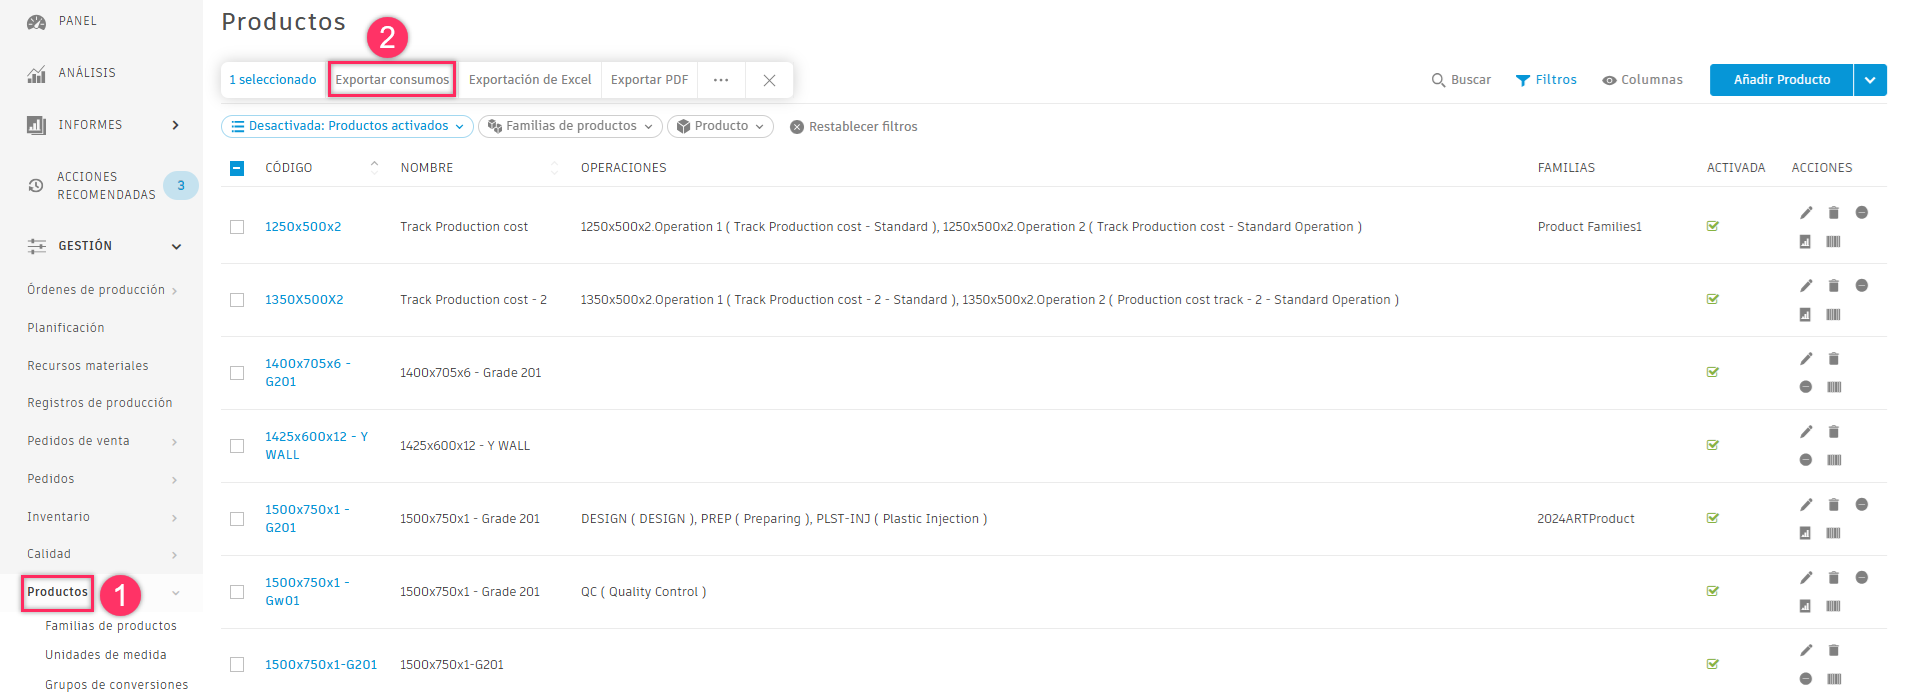 PANEL
ANÁLISIS
INFORMES
ACCIONES
RECOMENDADAS
3
GESTIÓN
Órdenes de producción
Planificación
Recursos materiales
Registros de producción
Pedidos de venta
Pedidos
Inventario
Calidad
Productos
1
Familias de productos
Unidades de medida
Grupos de conversiones
Productos
2
1 seleccionado Exportar consumos Exportación de Excel Exportar PDF ···
Buscar Filtros Columnas Añadir Producto
Desactivada: Productos activados Familias de productos Producto Restablecer filtros
CÓDIGO NOMBRE OPERACIONES FAMILIAS ACTIVADA ACCIONES
1250x500x2 Track Production cost 1250x500x2.Operation 1 ( Track Production cost - Standard ), 1250x500x2.Operation 2 ( Track Production cost - Standard Operation ) Product Families1
1350X500X2 Track Production cost - 2 1350x500x2.Operation 1 ( Track Production cost - 2 - Standard ), 1350x500x2.Operation 2 ( Production cost track - 2 - Standard Operation )
1400x705x6 -
G201
1400x705x6 - Grade 201
1425x600x12 - Y
WALL
1425x600x12 - Y WALL
1500x750x1 -
G201
1500x750x1 - Grade 201 DESIGN ( DESIGN ), PREP ( Preparing ), PLST-INJ ( Plastic Injection ) 2024ARTProduct
1500x750x1 -
Gw01
1500x750x1 - Grade 201 QC ( Quality Control )
1500x750x1-G201 1500x750x1-G201